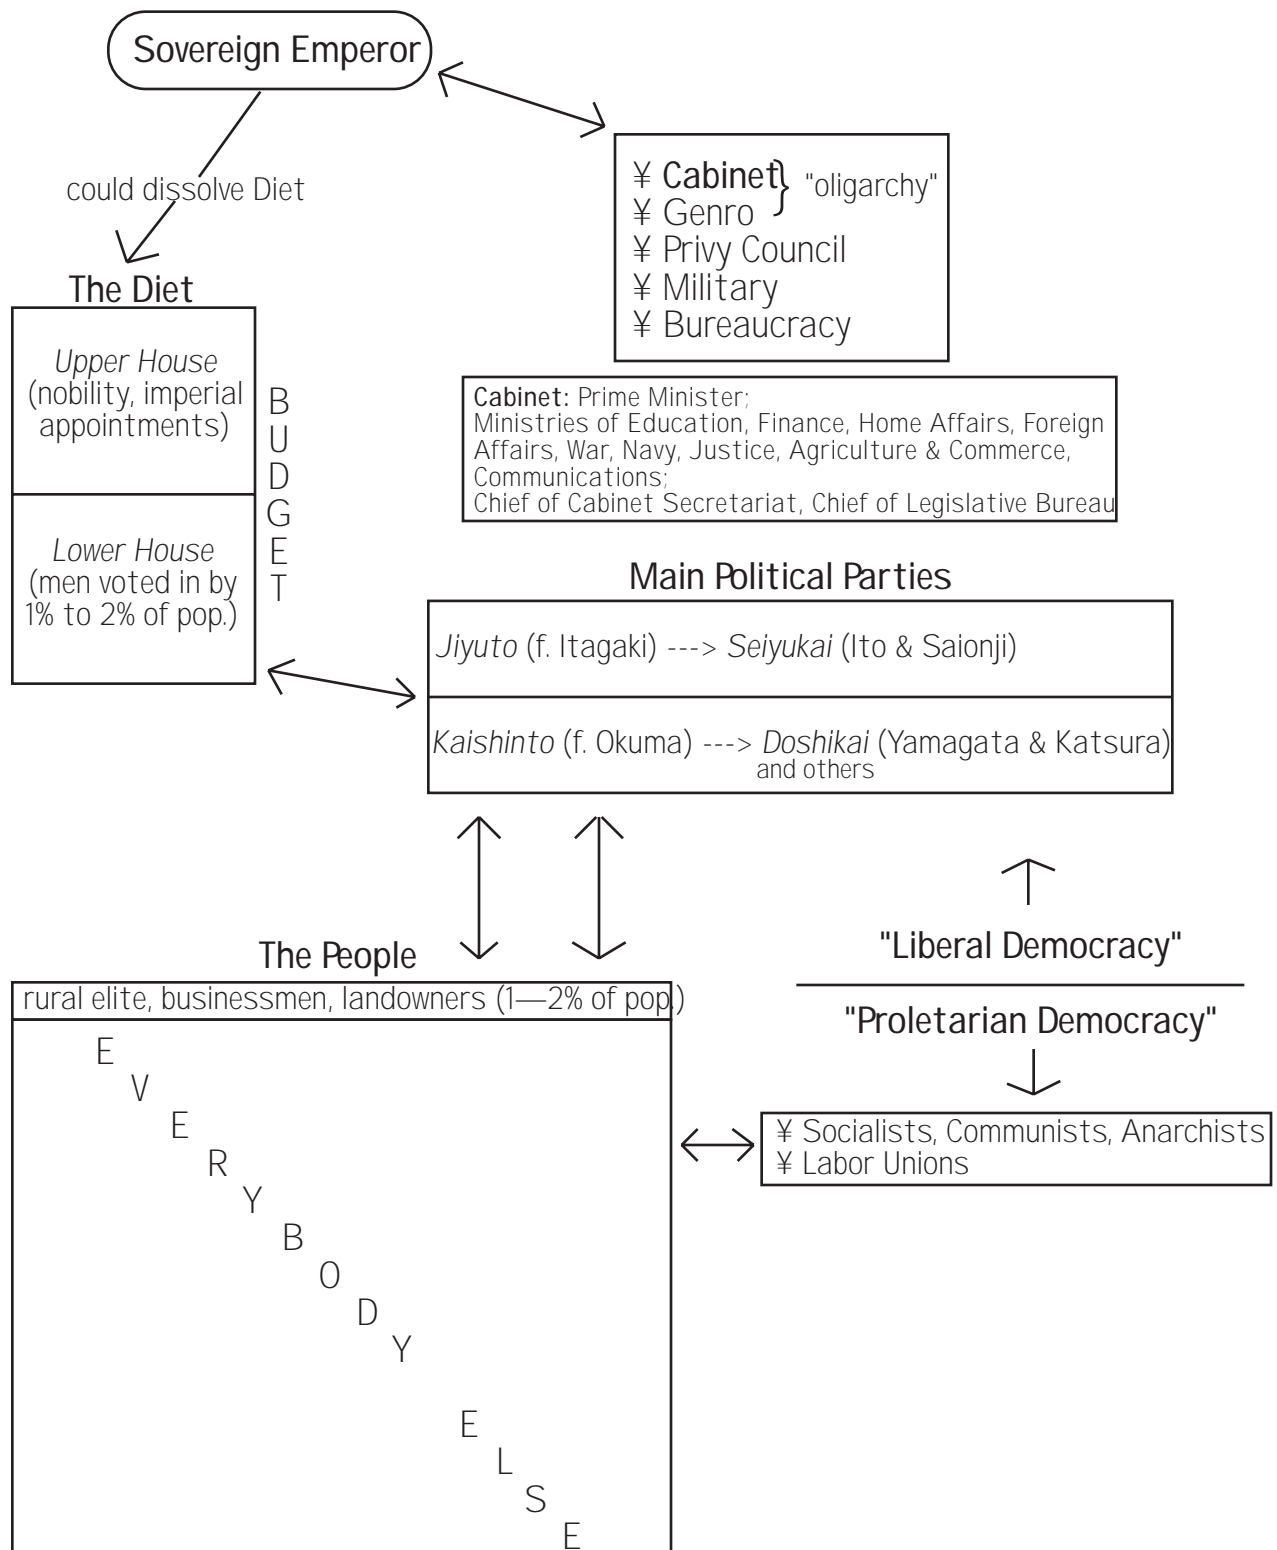 Sovereign Emperor
could dissolve Diet
¥ Cabinet
¥ Genro
} "oligarchy"
¥ Privy Council
¥ Military
¥ Bureaucracy
The Diet
Upper House
(nobility, imperial
appointments)
Lower House
(men voted in by
1% to 2% of pop.)
B
U
D
G
E
T
Cabinet: Prime Minister;
Ministries of Education, Finance, Home Affairs, Foreign
Affairs, War, Navy, Justice, Agriculture & Commerce,
Communications;
Chief of Cabinet Secretariat, Chief of Legislative Bureau
Main Political Parties
Jiyuto (f. Itagaki) ---> Seiyukai (Ito & Saionji)
Kaishinto (f. Okuma) ---> Doshikai (Yamagata & Katsura)
and others
"Liberal Democracy"
"Proletarian Democracy"
¥ Socialists, Communists, Anarchists
¥ Labor Unions
The People
rural elite, businessmen, landowners (1—2% of pop.)
E
V
E
R
Y
B
O
D
Y
E
L
S
E